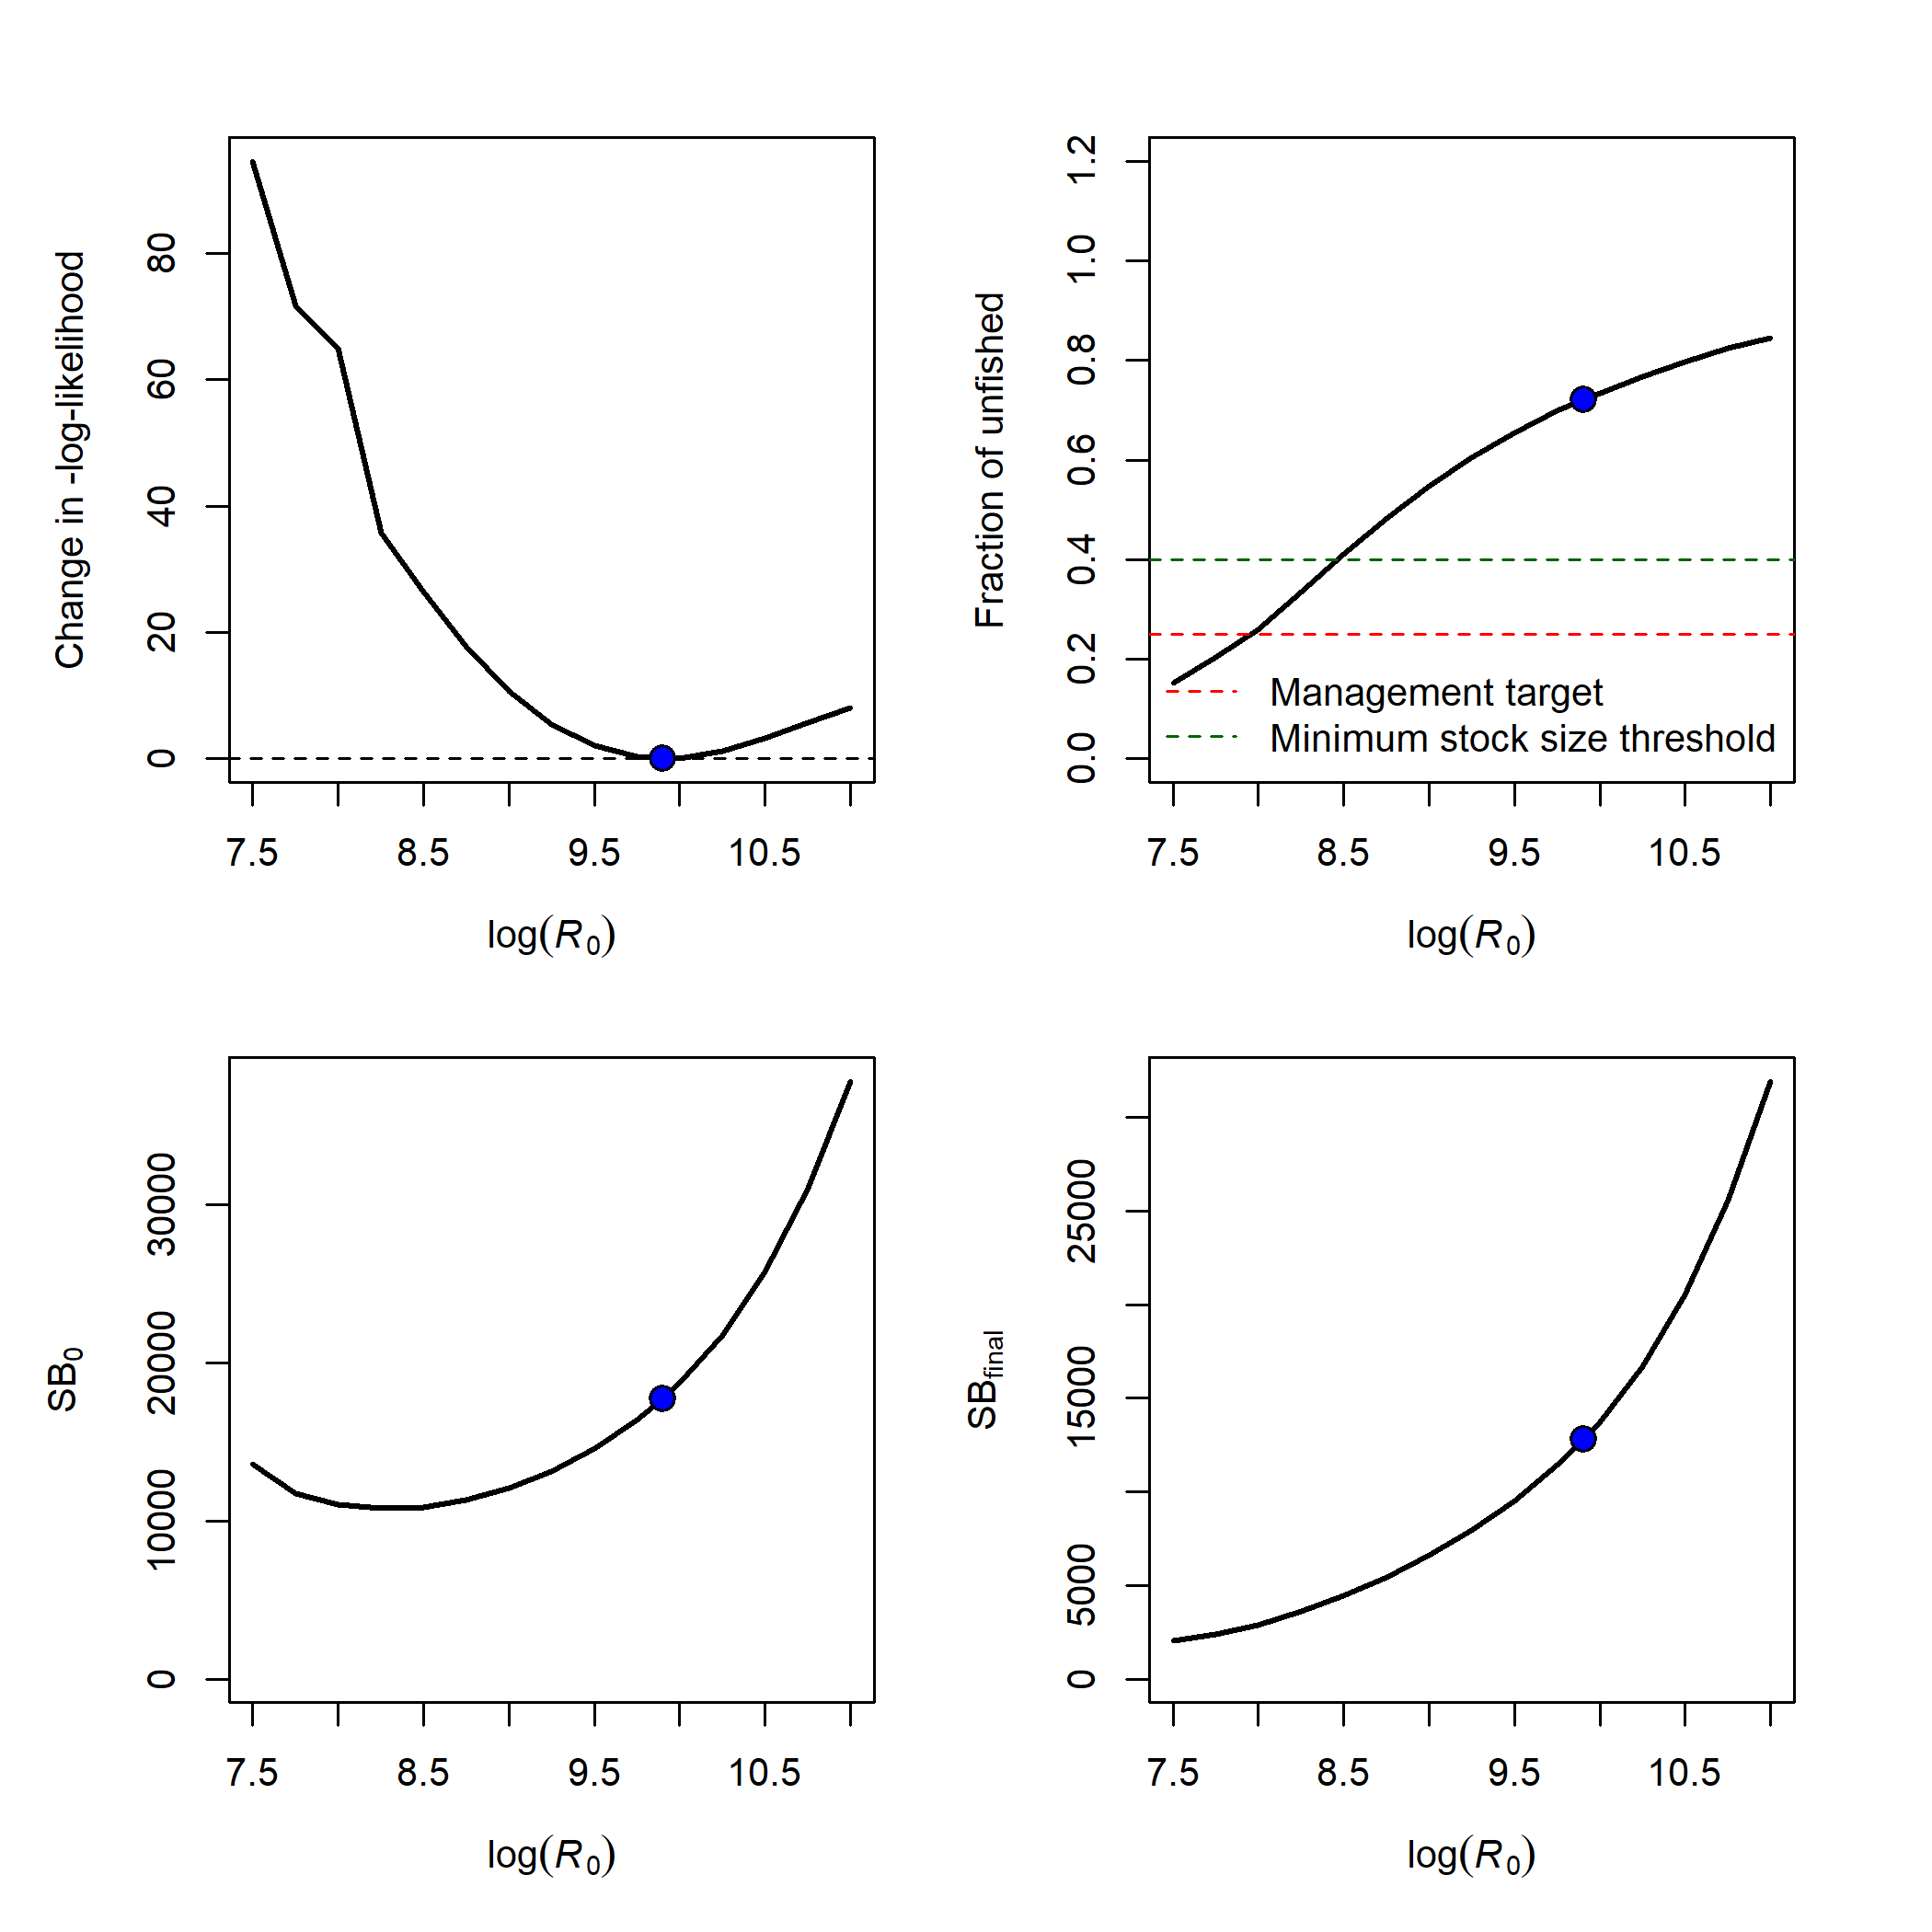 Change in -log-likelihood
80
60
40
20
0
7.5 8.5 9.5 10.5
log(R0)
Fraction of unfished
1.2
1.0
0.8
0.6
0.4
0.2
0.0
Management target
Minimum stock size threshold
7.5 8.5 9.5 10.5
log(R0)
SB0
30000
20000
10000
0
7.5 8.5 9.5 10.5
log(R0)
SBfinal
25000
15000
5000
0
7.5 8.5 9.5 10.5
log(R0)